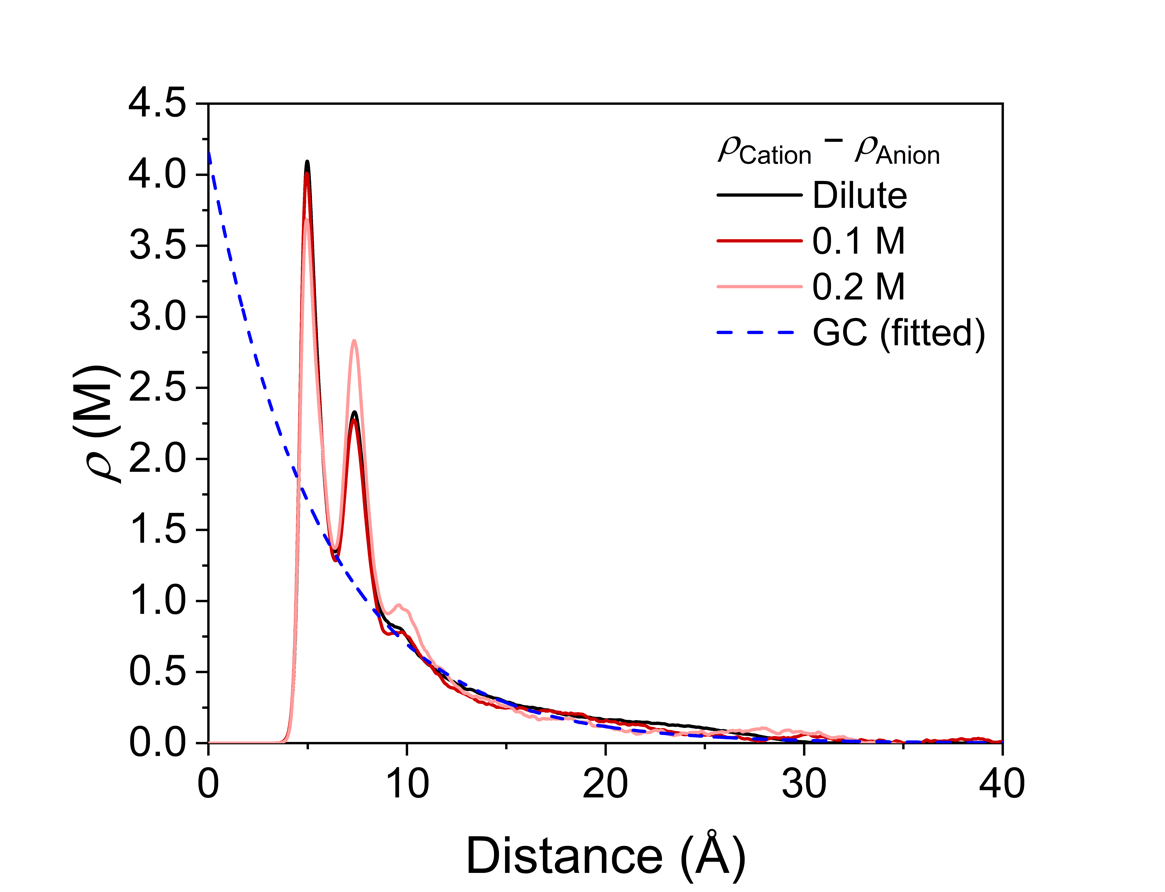 ρCation − ρAnion
Dilute
0.1 M
0.2 M
GC (fitted)
4.5
4.0
3.5
3.0
2.5
2.0
1.5
1.0
0.5
0.0
ρ (M)
0 10 20 30 40
Distance (Å)